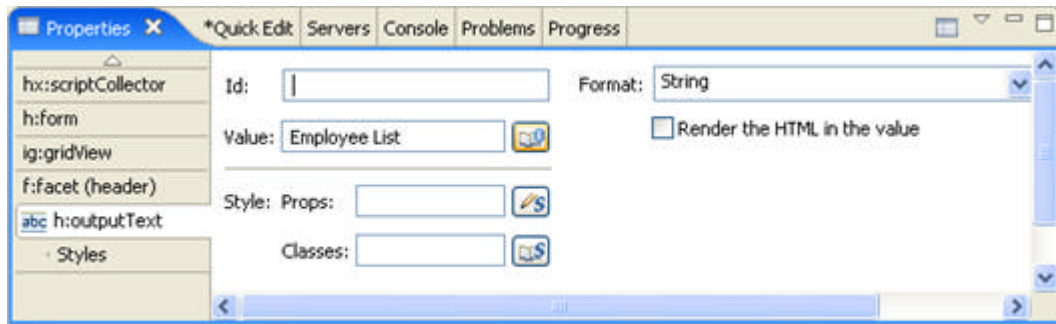 Properties *Quick Edit Servers Console Problems Progress
hx:scriptCollector
h:form
ig:gridView
f:facet (header)
abc h:outputText
Styles
Id:
Format: String
Value: Employee List
Render the HTML in the value
Style: Props:
Classes: